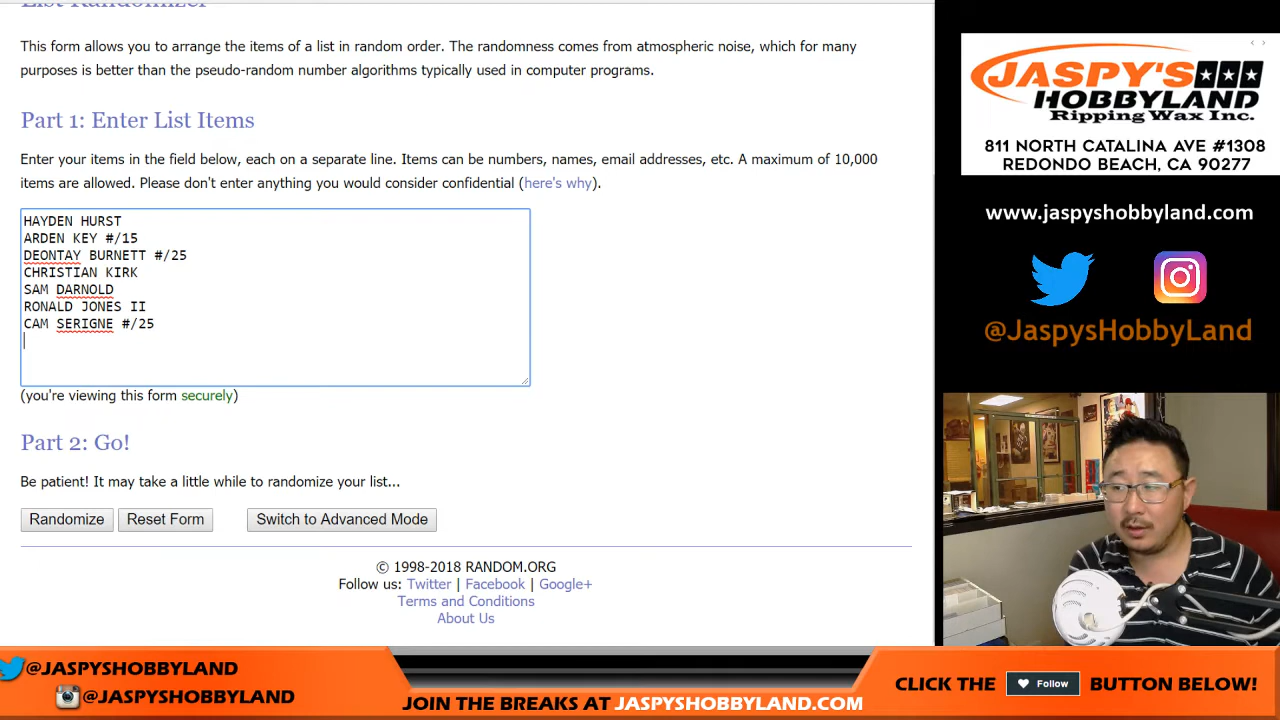 List Randomizer
This form allows you to arrange the items of a list in random order. The randomness comes from atmospheric noise, which for many
purposes is better than the pseudo-random number algorithms typically used in computer programs.
Part 1: Enter List Items
Enter your items in the field below, each on a separate line. Items can be numbers, names, email addresses, etc. A maximum of 10,000
items are allowed. Please don't enter anything you would consider confidential (here's why).
HAYDEN HURST
ARDEN KEY #/15
DEONTAY BURNETT #/25
CHRISTIAN KIRK
SAM DARNOLD
RONALD JONES II
CAM SERIGNE #/25
(you're viewing this form securely)
Part 2: Go!
Be patient! It may take a little while to randomize your list...
Randomize Reset Form Switch to Advanced Mode
© 1998-2018 RANDOM.ORG
Follow us: Twitter | Facebook | Google+
Terms and Conditions
About Us
JASPY'S
HOBBYLAND
Ripping Wax Inc.
811 NORTH CATALINA AVE #1308
REDONDO BEACH, CA 90277
www.jaspyshobbyland.com
@JaspysHobbyLand
@JASPYSHOBBYLAND
@JASPYSHOBBYLAND
JOIN THE BREAKS AT JASPYSHOBBYLAND.COM
CLICK THE Follow BUTTON BELOW!